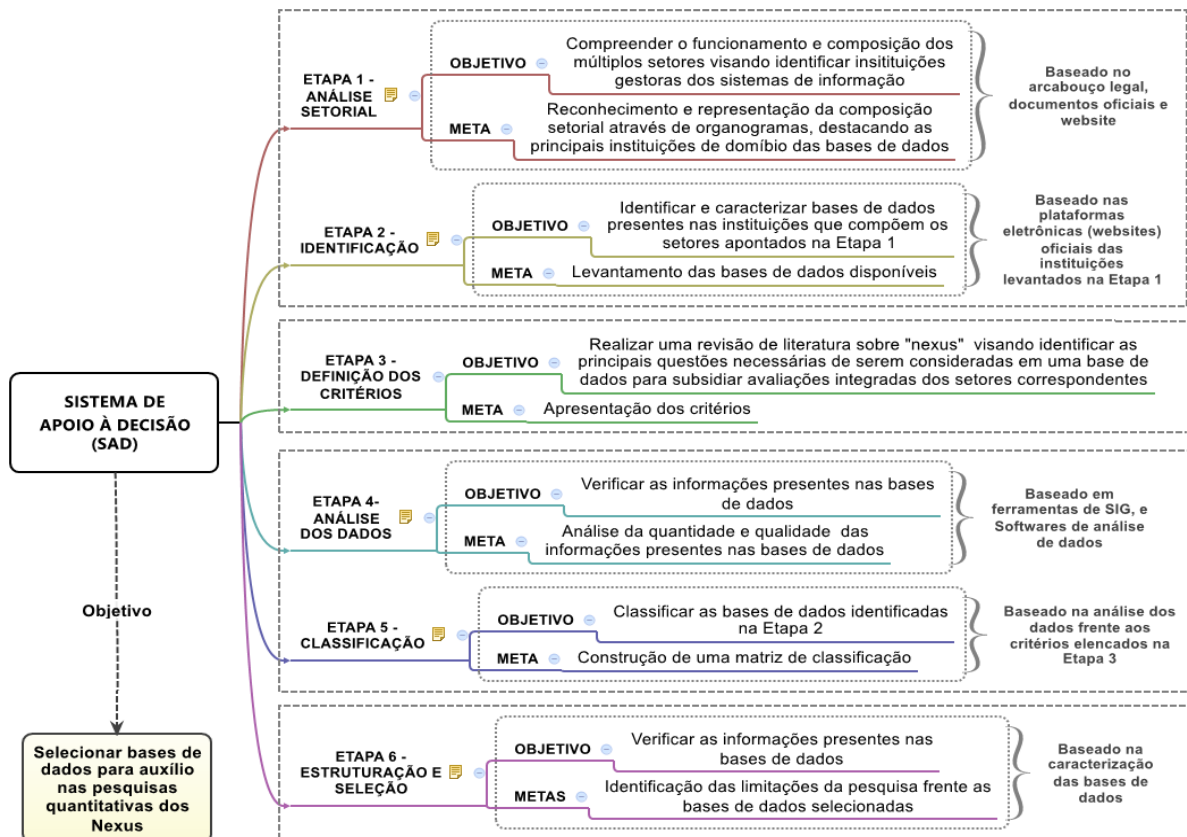 SISTEMA DE
APOIO À DECISÃO
(SAD)
Objetivo
Selecionar bases de
dados para auxílio
nas pesquisas
quantitativas dos
Nexus
ETAPA 1 -
ANÁLISE
SETORIAL
OBJETIVO
Compreender o funcionamento e composição dos
múltiplos setores visando identificar insitituições
gestoras dos sistemas de informação
META
Reconhecimento e representação da composição
setorial através de organogramas, destacando as
principais instituições de domíbio das bases de dados
Baseado no
arcabouço legal,
documentos oficiais e
website
ETAPA 2 -
IDENTIFICAÇÃO
OBJETIVO
Identificar e caracterizar bases de dados
presentes nas instituições que compõem os
setores apontados na Etapa 1
META
Levantamento das bases de dados disponíveis
Baseado nas
plataformas
eletrônicas (websites)
oficiais das
instituições
levantados na Etapa 1
ETAPA 3 -
DEFINIÇÃO DOS
CRITÉRIOS
OBJETIVO
Realizar uma revisão de literatura sobre "nexus" visando identificar as
principais questões necessárias de serem consideradas em uma base de
dados para subsidiar avaliações integradas dos setores correspondentes
META
Apresentação dos critérios
ETAPA 4-
ANÁLISE
DOS DADOS
OBJETIVO
Verificar as informações presentes nas bases
de dados
META
Análise da quantidade e qualidade das
informações presentes nas bases de dados
Baseado em
ferramentas de SIG, e
Softwares de análise
de dados
ETAPA 5 -
CLASSIFICAÇÃO
OBJETIVO
Classificar as bases de dados identificadas
na Etapa 2
META
Construção de uma matriz de classificação
Baseado na análise dos
dados frente aos
critérios elencados na
Etapa 3
ETAPA 6 -
ESTRUTURAÇÃO E
SELEÇÃO
OBJETIVO
Verificar as informações presentes nas
bases de dados
METAS
Identificação das limitações da pesquisa frente as
bases de dados selecionadas
Baseado na
caracterização
das bases de
dados